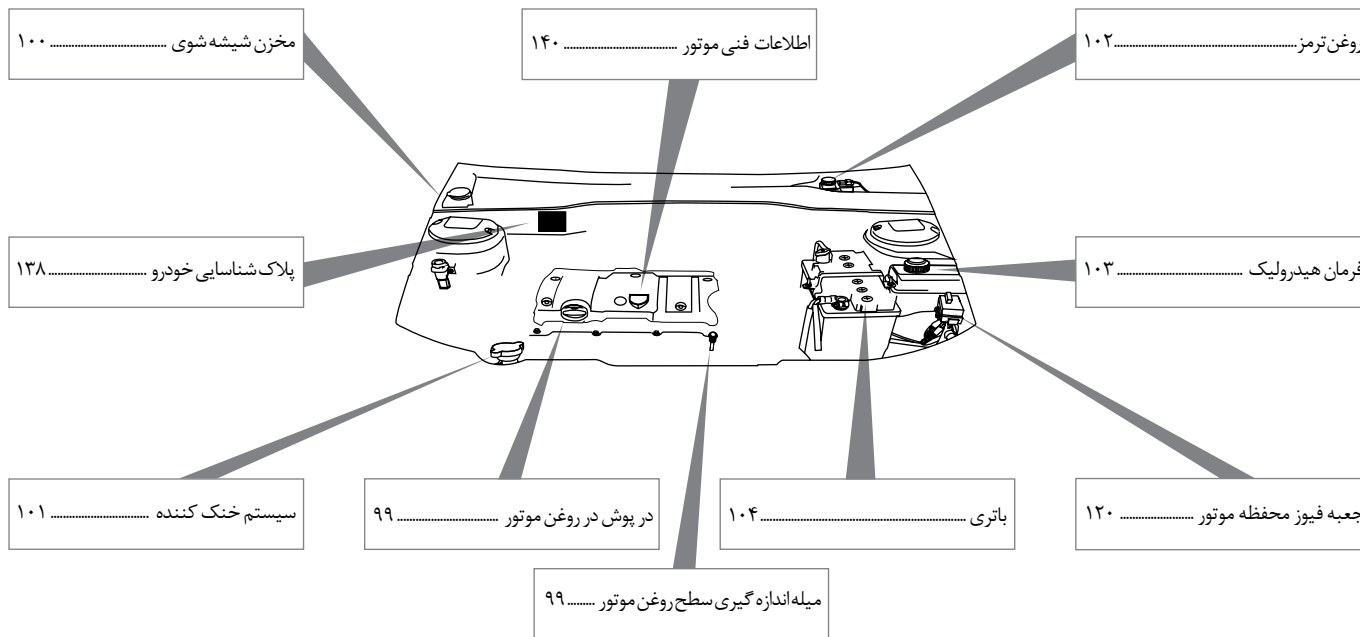 روغن ترمز ..... ۱۰۲
اطلاعات فنی موتور ..... ۱۴۰
مخزن شیشه شوی ..... ۱۰۰
فرمان هیدرولیک ..... ۱۰۳
پلاک شناسایی خودرو ..... ۱۳۸
جعبه فیوز محفظه موتور ..... ۱۲۰
باتری ..... ۱۰۴
در پوش در روغن موتور ..... ۹۹
سیستم خنک کننده ..... ۱۰۱
میله اندازه گیری سطح روغن موتور ..... ۹۹